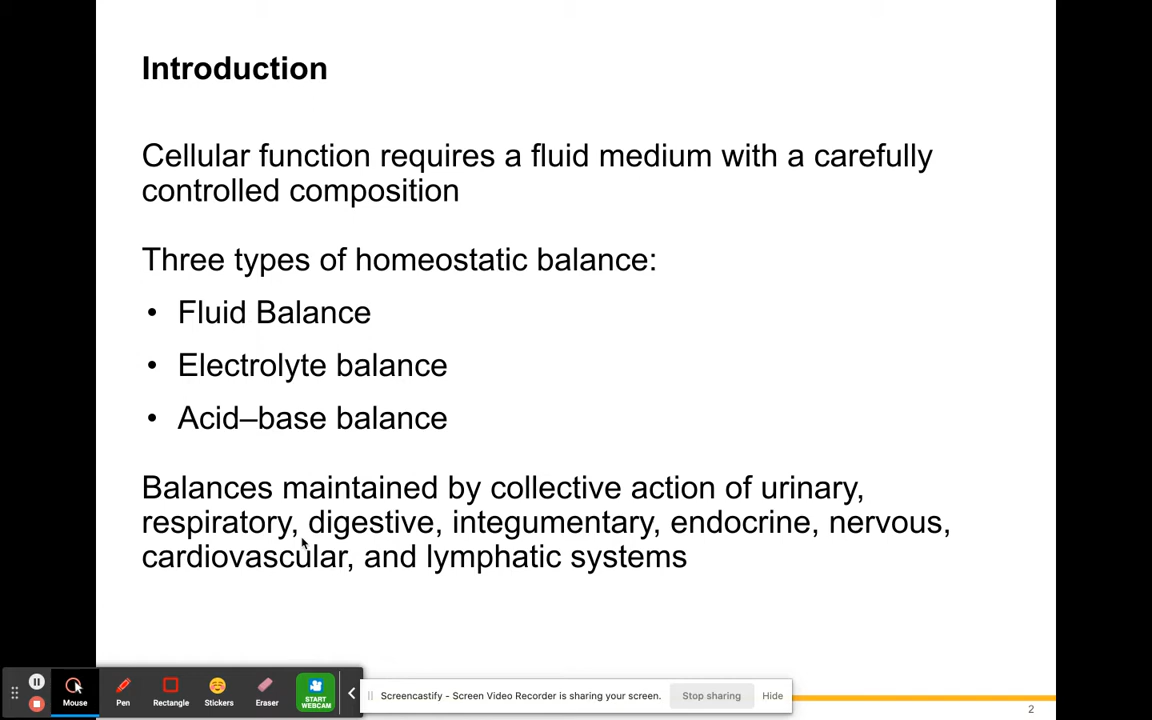 Introduction
Cellular function requires a fluid medium with a carefully
controlled composition
Three types of homeostatic balance:
• Fluid Balance
• Electrolyte balance
• Acid–base balance
Balances maintained by collective action of urinary,
respiratory, digestive, integumentary, endocrine, nervous,
cardiovascular, and lymphatic systems
Mouse Pen Rectangle Stickers Eraser START
WEBCAM
Screencastify - Screen Video Recorder is sharing your screen. Stop sharing Hide
2